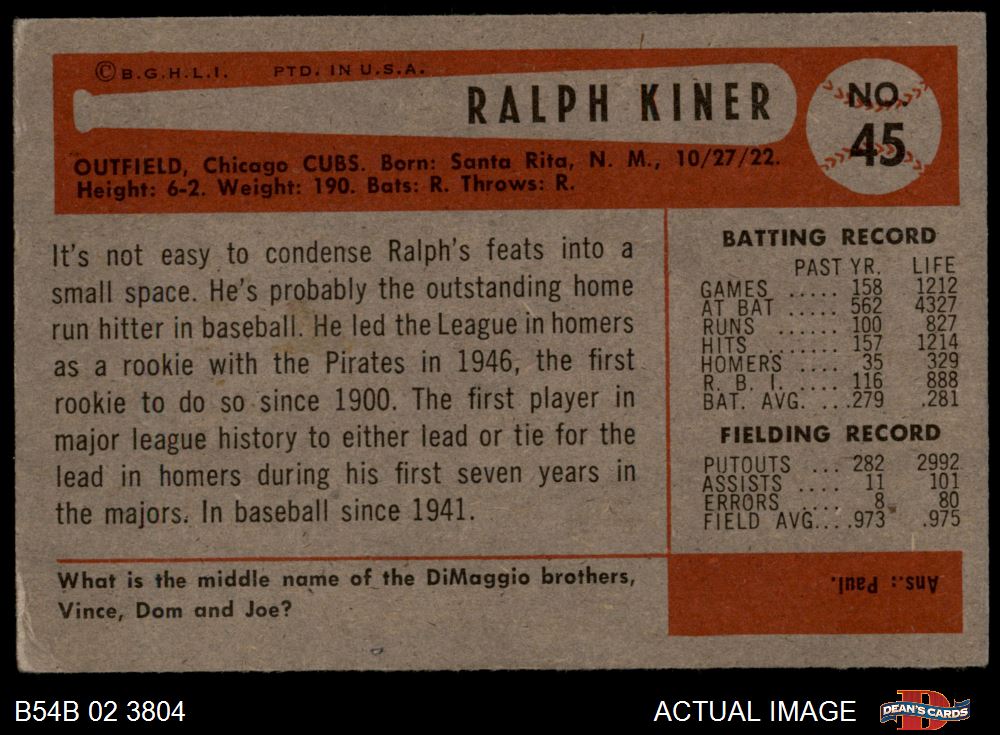 © B.G.H.L.I. PTD. IN U.S.A.
RALPH KINER
NO.
45
OUTFIELD, Chicago CUBS. Born: Santa Rita, N. M., 10/27/22.
Height: 6-2. Weight: 190. Bats: R. Throws: R.
It's not easy to condense Ralph's feats into a
small space. He's probably the outstanding home
run hitter in baseball. He led the League in homers
as a rookie with the Pirates in 1946, the first
rookie to do so since 1900. The first player in
major league history to either lead or tie for the
lead in homers during his first seven years in
the majors. In baseball since 1941.
BATTING RECORD
PAST YR. LIFE
GAMES ..... 158 1212
AT BAT ..... 562 4327
RUNS ...... 100 827
HITS ....... 157 1214
HOMERS .... 35 329
R. B. I. .... 116 888
BAT. AVG. ...279 .281
FIELDING RECORD
PUTOUTS ... 282 2992
ASSISTS .... 11 101
ERRORS .... 8 80
FIELD AVG....973 .975
What is the middle name of the DiMaggio brothers,
Vince, Dom and Joe?
Ans.: Paul.
B54B 02 3804
ACTUAL IMAGE
D
DEAN'S CARDS